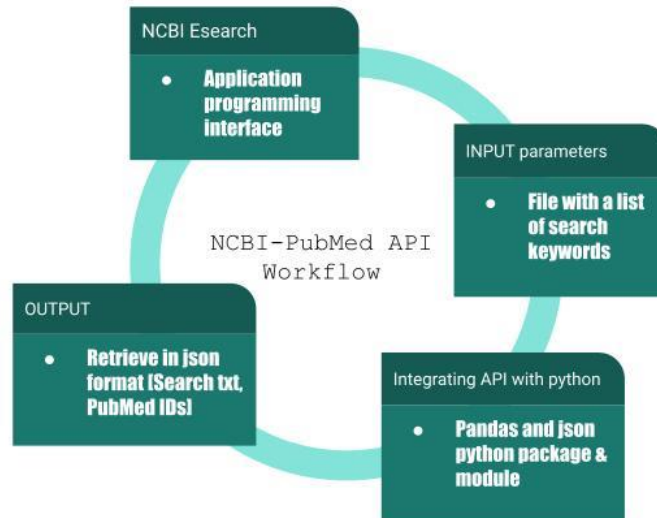 NCBI Esearch
● Application
programming
interface
INPUT parameters
● File with a list
of search
keywords
NCBI-PubMed API
Workflow
OUTPUT
● Retrieve in json
format [Search txt,
PubMed IDs]
Integrating API with python
● Pandas and json
python package &
module